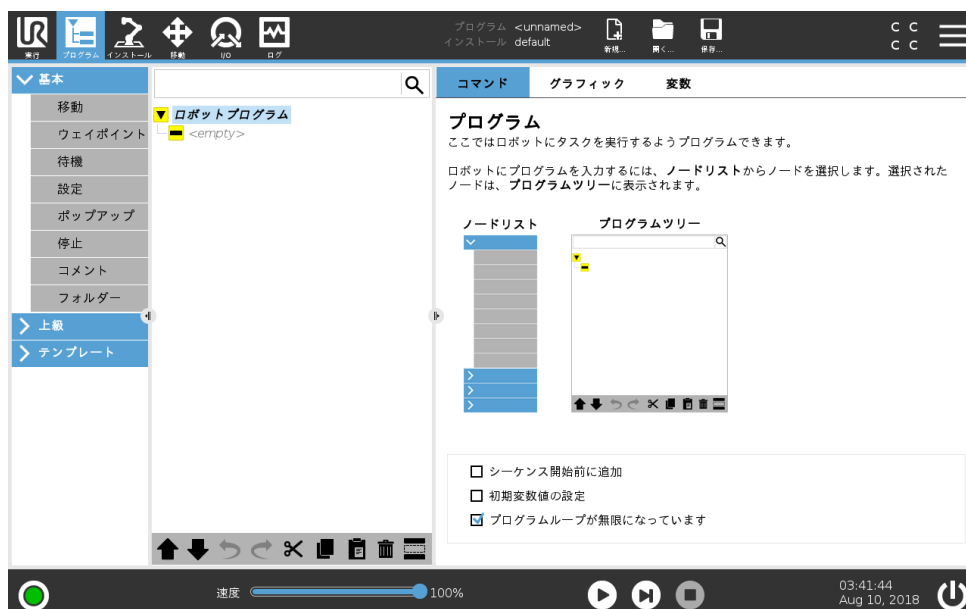 プログラム <unnamed>
インストール default
C C
C C
実行 プログラム インストール 移動 I/O ログ 新規... 開く... 保存...
基本
移動
ウェイポイント
待機
設定
ポップアップ
停止
コメント
フォルダー
上級
テンプレート
ロボットプログラム
<empty>
コマンド グラフィック 変数
プログラム
ここではロボットにタスクを実行するようプログラムできます。
ロボットにプログラムを入力するには、ノードリストからノードを選択します。選択された
ノードは、プログラムツリーに表示されます。
ノードリスト プログラムツリー
シーケンス開始前に追加
初期変数値の設定
プログラムループが無限になっています
速度 100%
03:41:44
Aug 10, 2018